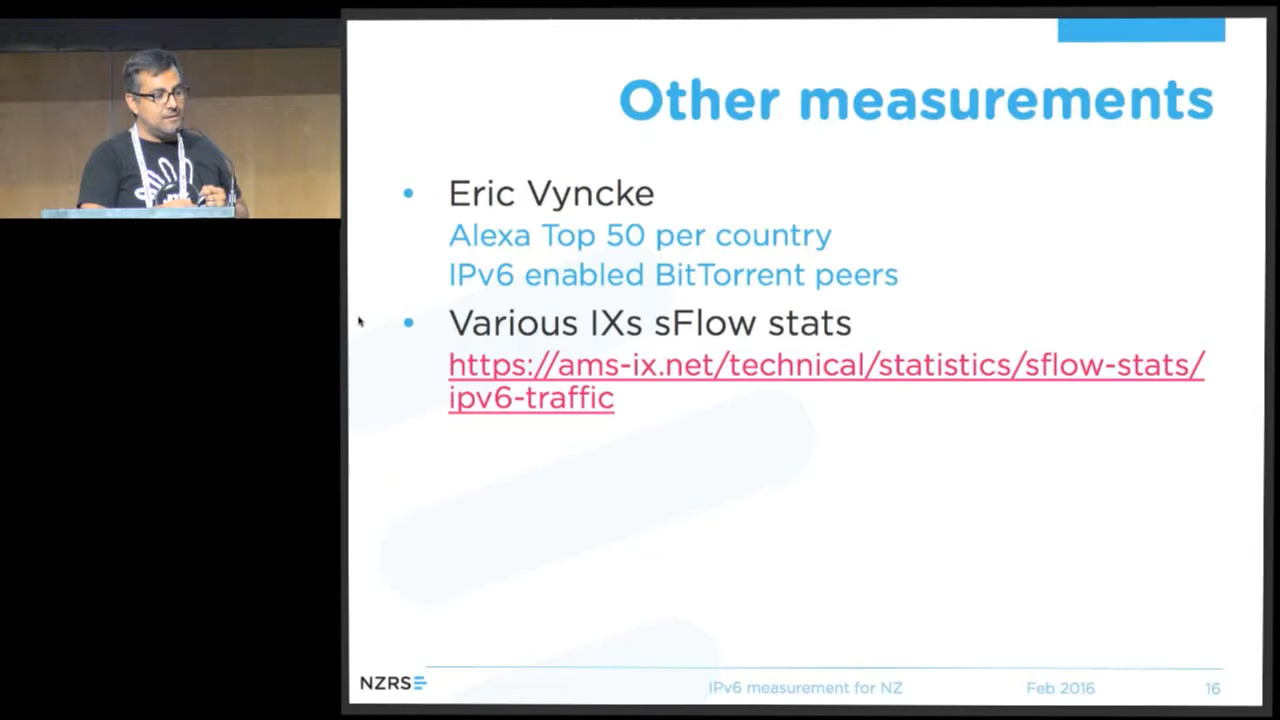 Other measurements
• Eric Vyncke
Alexa Top 50 per country
IPv6 enabled BitTorrent peers
• Various IXs sFlow stats
https://ams-ix.net/technical/statistics/sflow-stats/
ipv6-traffic
NZRS
IPv6 measurement for NZ
Feb 2016
16